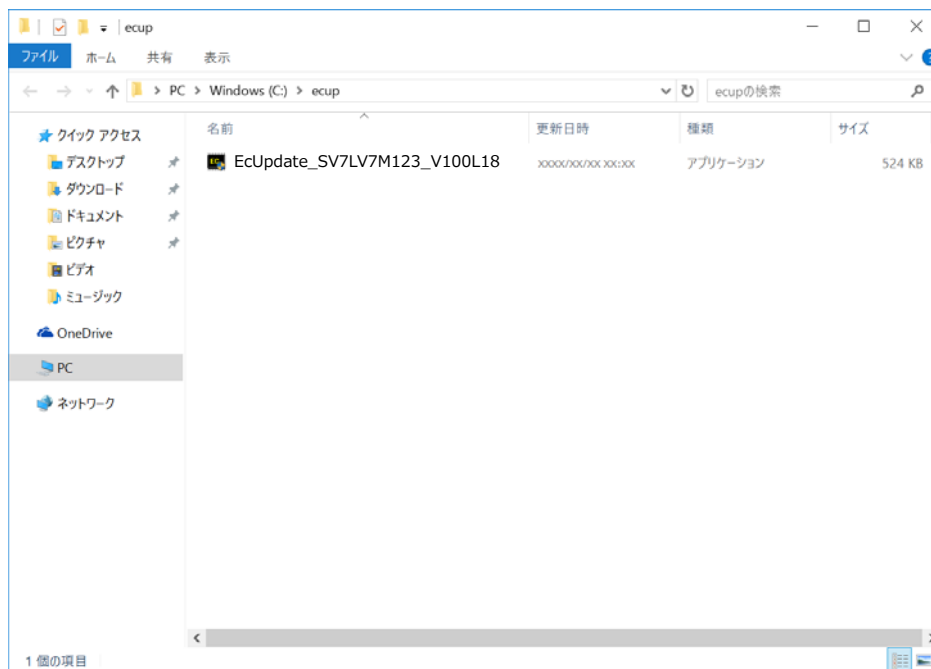 ecup
ファイル ホーム 共有 表示
PC > Windows (C:) > ecup
ecupの検索
名前 更新日時 種類 サイズ
クイック アクセス
デスクトップ
ダウンロード
ドキュメント
ピクチャ
ビデオ
ミュージック
OneDrive
PC
ネットワーク
EC EcUpdate_SV7LV7M123_V100L18 xxxx/xx/xx xx:xx アプリケーション 524 KB
1 個の項目